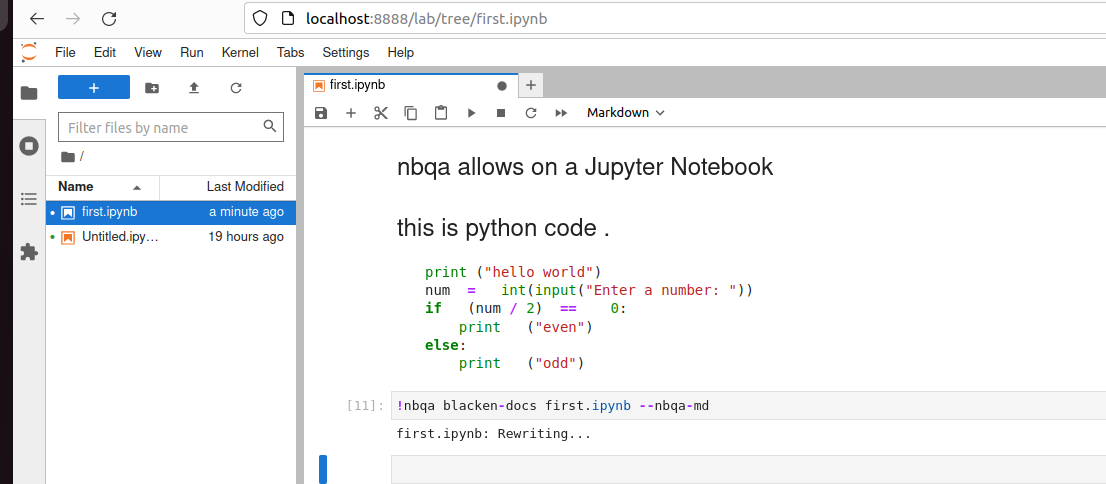 localhost:8888/lab/tree/first.ipynb
File Edit View Run Kernel Tabs Settings Help
first.ipynb
Markdown
Filter files by name
/
Name Last Modified
first.ipynb a minute ago
Untitled.ipy... 19 hours ago
nbqa allows on a Jupyter Notebook
this is python code .
print ("hello world")
num  =   int(input("Enter a number: "))
if   (num / 2)  ==    0:
    print   ("even")
else:
    print   ("odd")
[11]: !nbqa blacken-docs first.ipynb --nbqa-md
first.ipynb: Rewriting...